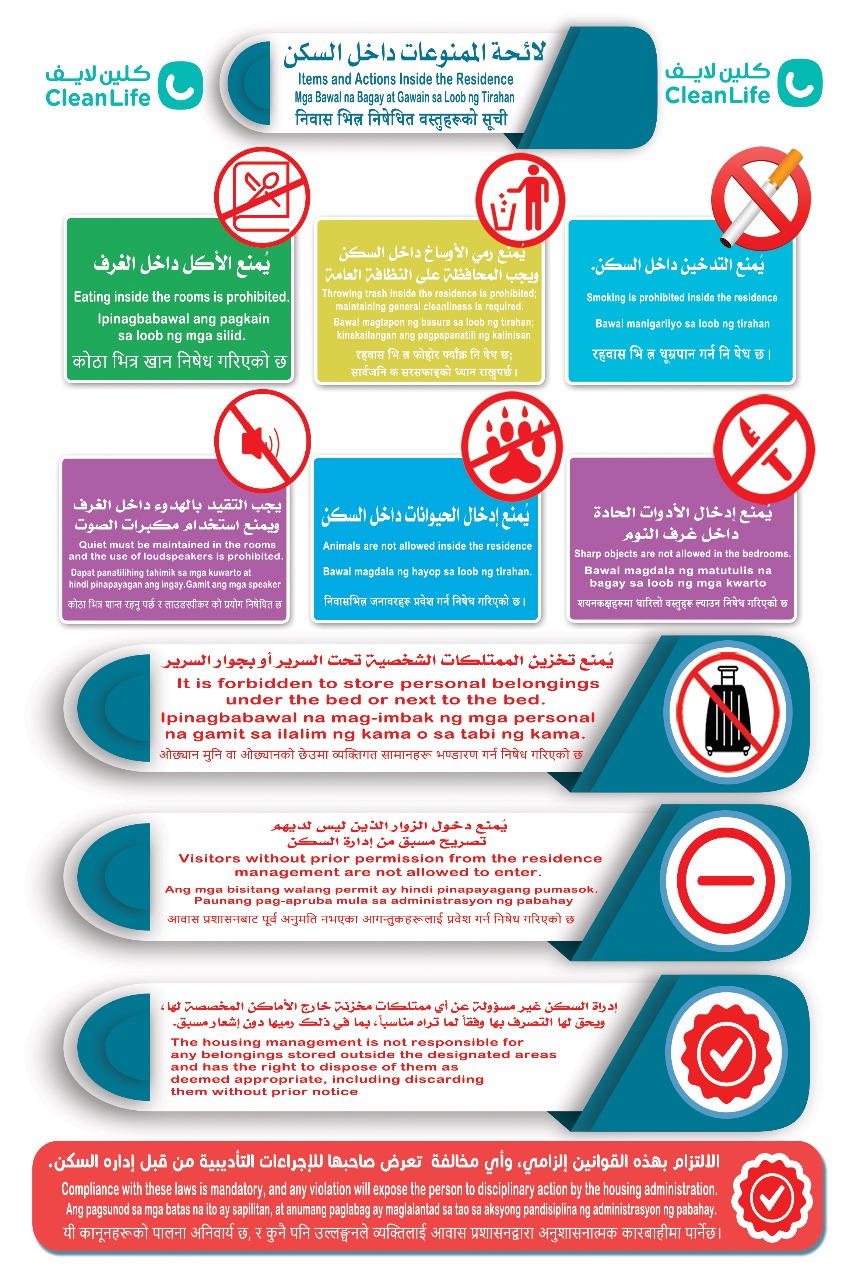 كلين لايف
CleanLife
لائحة الممنوعات داخل السكن
Items and Actions Inside the Residence
Mga Bawal na Bagay at Gawain sa Loob ng Tirahan
निवास भित्र निषेधित वस्तुहरूको सूची
كلين لايف
CleanLife
يُمنع الأكل داخل الغرف
Eating inside the rooms is prohibited.
Ipinagbabawal ang pagkain
sa loob ng mga silid.
कोठा भित्र खान निषेध गरिएको छ
يُمنع رمي الأوساخ داخل السكن
ويجب المحافظة على النظافة العامة
Throwing trash inside the residence is prohibited;
maintaining general cleanliness is required.
Bawal magtapon ng basura sa loob ng tirahan;
kinakailangan ang pagpapanatili ng kalinisan
रहवास भि त्र फोहोर फ्याँक्न नि षेध छ;
सार्वजनि क सरसफाइको ध्यान राख्नुपर्छ।
يُمنع التدخين داخل السكن.
Smoking is prohibited inside the residence
Bawal manigarilyo sa loob ng tirahan
रहवास भि त्र धूम्रपान गर्न नि षेध छ।
يجب التقيد بالهدوء داخل الغرف
ويمنع استخدام مكبرات الصوت
Quiet must be maintained in the rooms
and the use of loudspeakers is prohibited.
Dapat panatilihing tahimik sa mga kuwarto at
hindi pinapayagan ang ingay.Gamit ang mga speaker
कोठा भित्र शान्त रहनु पर्छ र लाउडस्पीकर को प्रयोग निषेधित छ
يُمنع إدخال الحيوانات داخل السكن
Animals are not allowed inside the residence
Bawal magdala ng hayop sa loob ng tirahan.
निवासभित्र जनावरहरू प्रवेश गर्न निषेध गरिएको छ।
يُمنع إدخال الأدوات الحادة
داخل غرف النوم
Sharp objects are not allowed in the bedrooms.
Bawal magdala ng matutulis na
bagay sa loob ng mga kwarto
शयनकक्षहरूमा धारिलो वस्तुहरू ल्याउन निषेध गरिएको छ
يُمنع تخزين الممتلكات الشخصية تحت السرير أو بجوار السرير
It is forbidden to store personal belongings
under the bed or next to the bed.
Ipinagbabawal na mag-imbak ng mga personal
na gamit sa ilalim ng kama o sa tabi ng kama.
ओछ्यान मुनि वा ओछ्यानको छेउमा व्यक्तिगत सामानहरू भण्डारण गर्न निषेध गरिएको छ
يُمنع دخول الزوار الذين ليس لديهم
تصريح مسبق من إدارة السكن
Visitors without prior permission from the residence
management are not allowed to enter.
Ang mga bisitang walang permit ay hindi pinapayagang pumasok.
Paunang pag-apruba mula sa administrasyon ng pabahay
आवास प्रशासनबाट पूर्व अनुमति नभएका आगन्तुकहरूलाई प्रवेश गर्न निषेध गरिएको छ
إدراة السكن غير مسؤولة عن أي ممتلكات مخزنة خارج الأماكن المخصصة لها،
ويحق لها التصرف بها وفقاً لما تراه مناسباً، بما في ذلك رميها دون إشعار مسبق.
The housing management is not responsible for
any belongings stored outside the designated areas
and has the right to dispose of them as
deemed appropriate, including discarding
them without prior notice
الالتزام بهذه القوانين إلزامي، وأي مخالفة تعرض صاحبها للإجراءات التأديبية من قبل إداره السكن.
Compliance with these laws is mandatory, and any violation will expose the person to disciplinary action by the housing administration.
Ang pagsunod sa mga batas na ito ay sapilitan, at anumang paglabag ay maglalantad sa tao sa aksyong pandisiplina ng administrasyon ng pabahay.
यी कानूनहरूको पालना अनिवार्य छ, र कुनै पनि उल्लङ्घनले व्यक्तिलाई आवास प्रशासनद्वारा अनुशासनात्मक कारबाहीमा पार्नेछ।